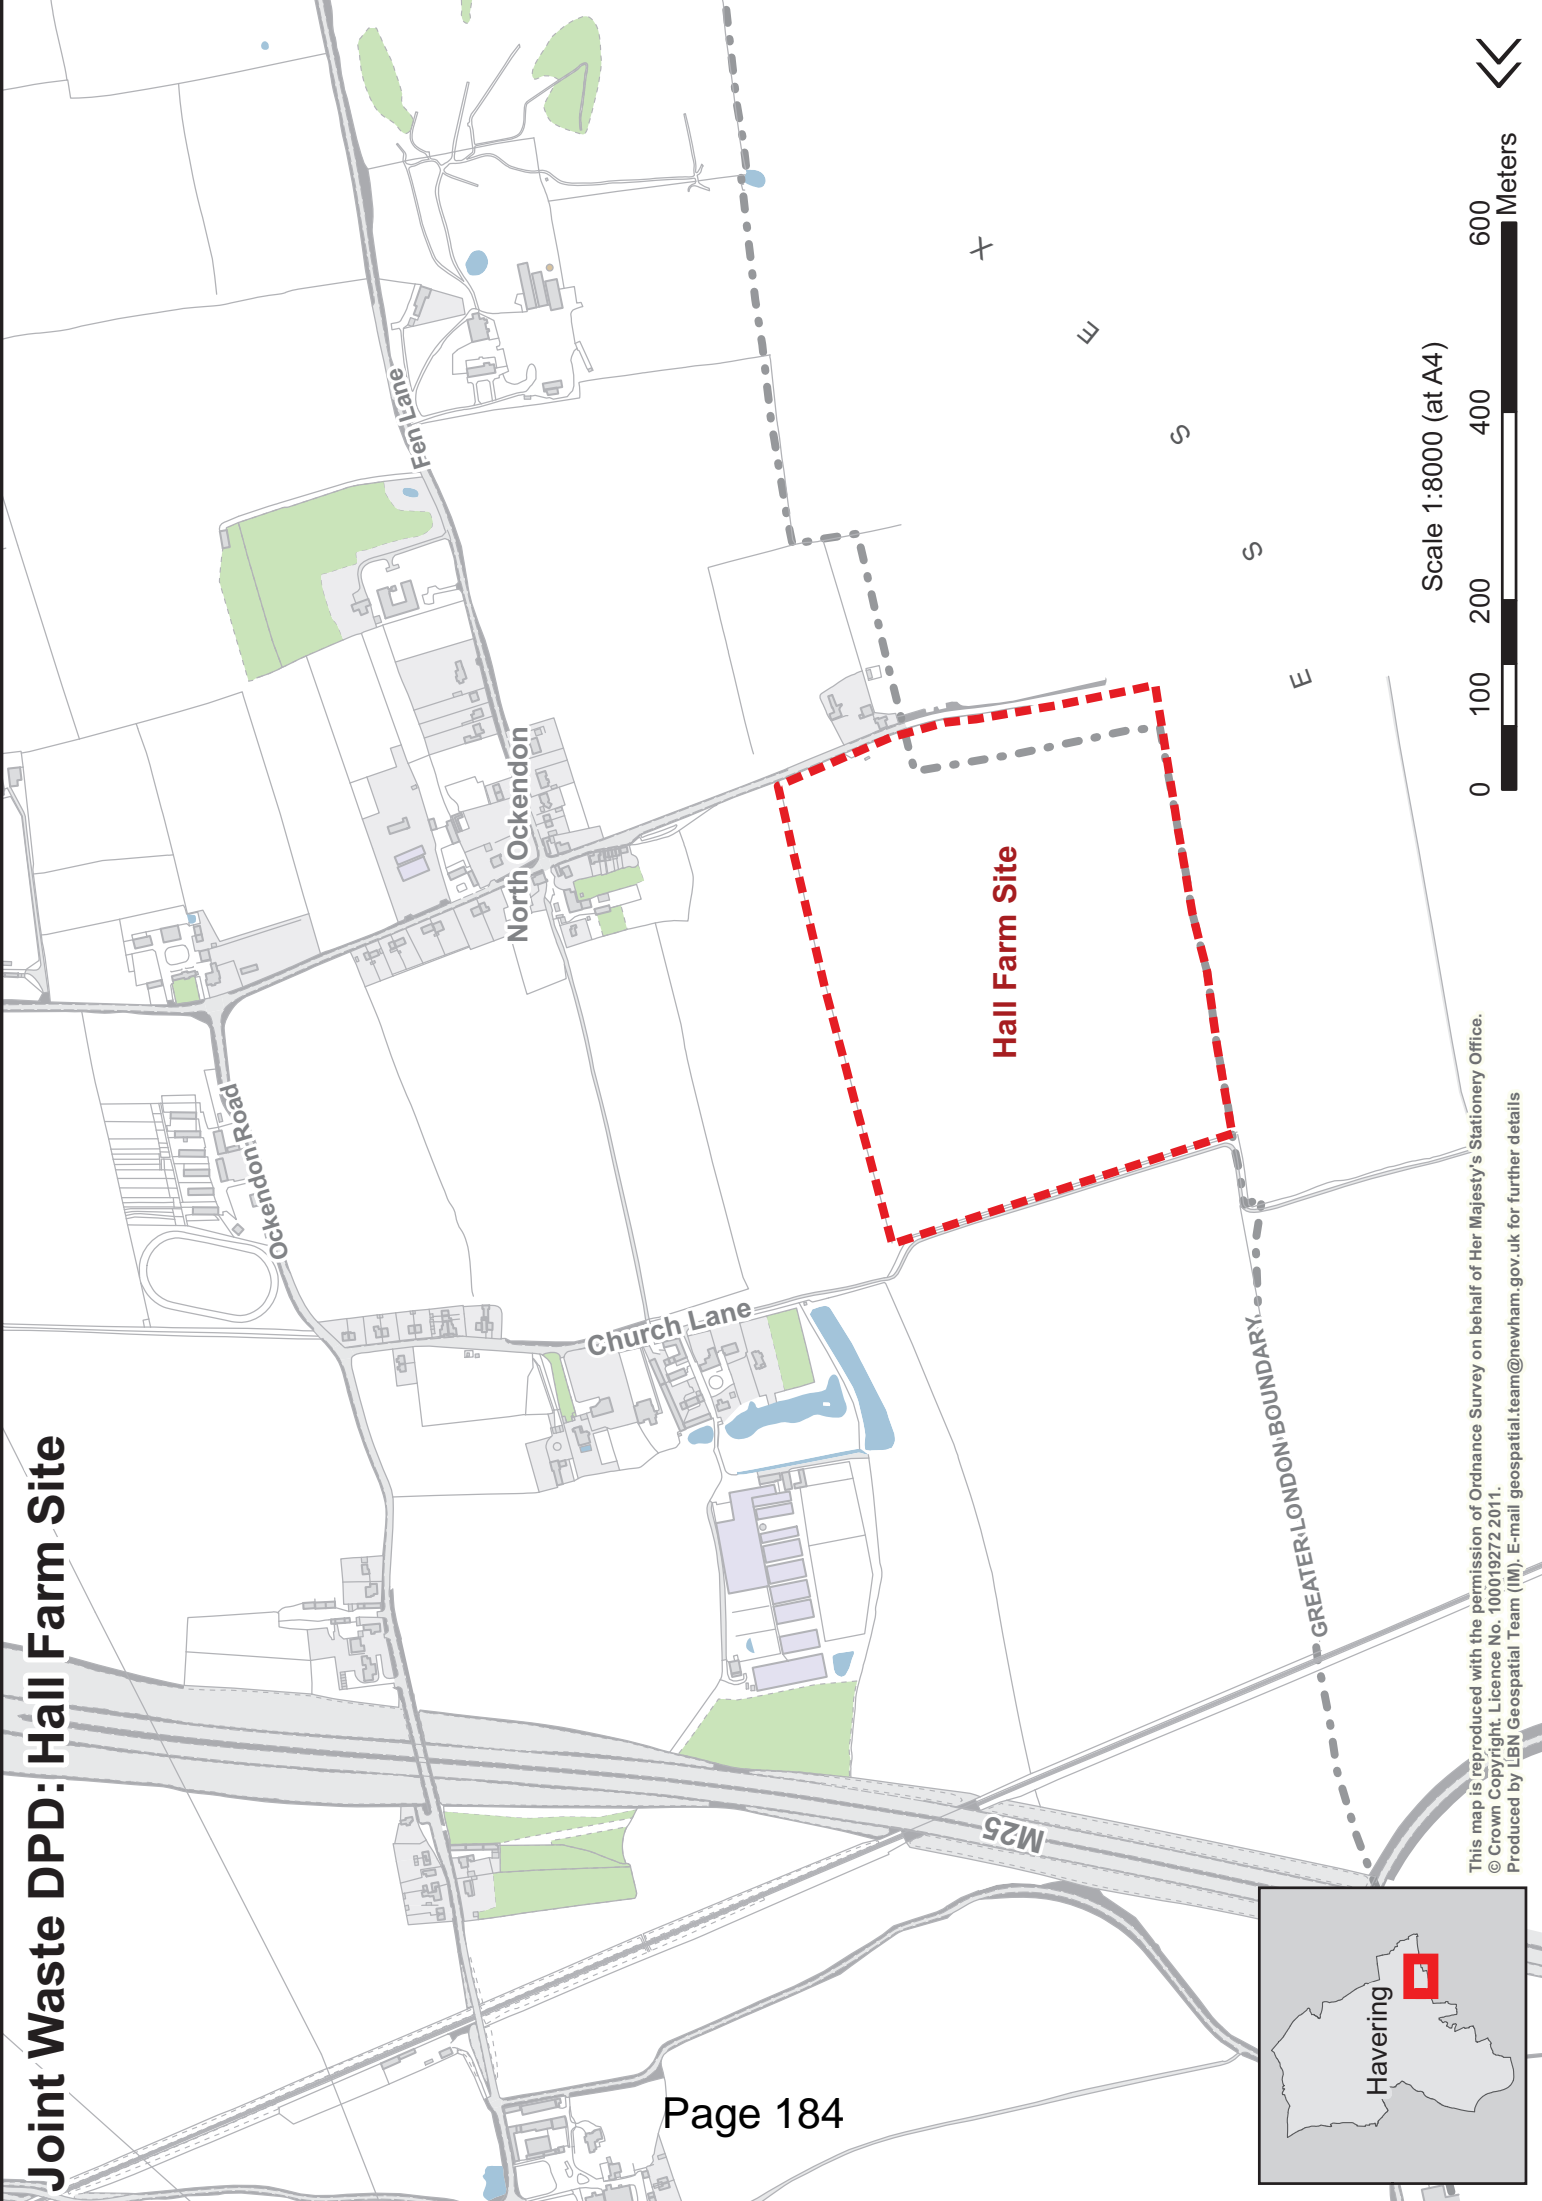 Joint Waste DPD: Hall Farm Site
Fen Lane
North Ockendon
Ockendon Road
Church Lane
Hall Farm Site
M25
GREATER LONDON BOUNDARY
E S S E X
Scale 1:8000 (at A4)
0 100 200 400 600
Meters
Havering
This map is reproduced with the permission of Ordnance Survey on behalf of Her Majesty's Stationery Office.
© Crown Copyright. Licence No. 100019272 2011.
Produced by LBN Geospatial Team (IM). E-mail geospatial.team@newham.gov.uk for further details
Page 184